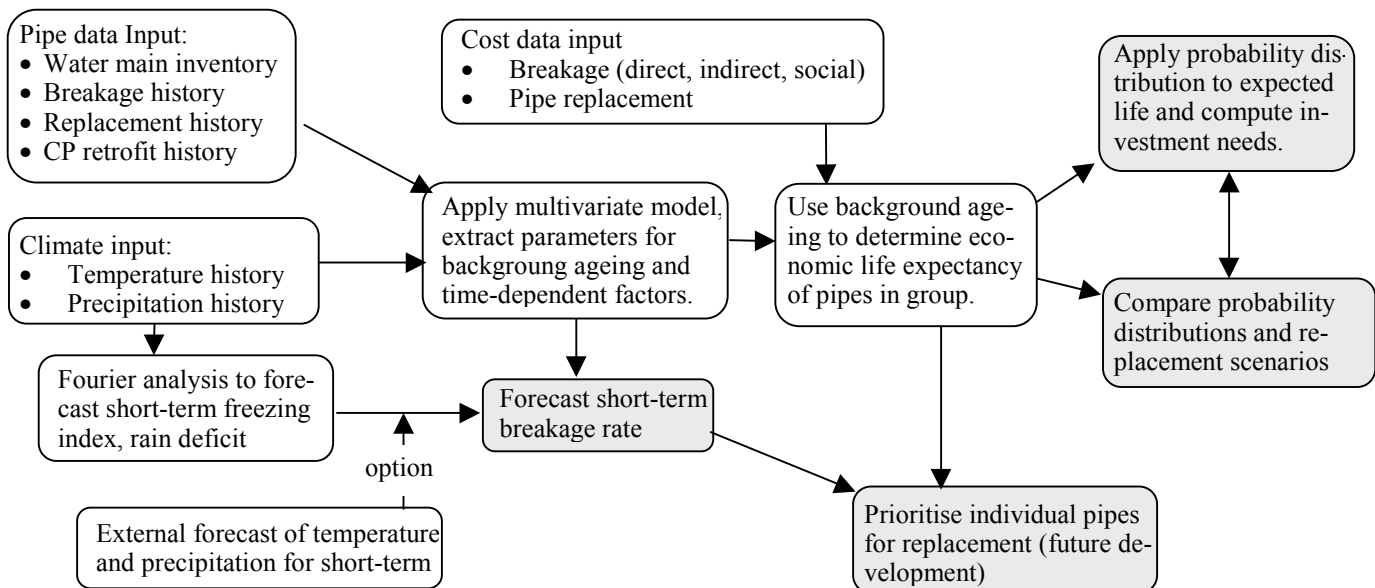 Pipe data Input:
• Water main inventory
• Breakage history
• Replacement history
• CP retrofit history
Cost data input
• Breakage (direct, indirect, social)
• Pipe replacement
Apply probability dis-
tribution to expected
life and compute in-
vestment needs.
Climate input:
• Temperature history
• Precipitation history
Apply multivariate model,
extract parameters for
backgroung ageing and
time-dependent factors.
Use background age-
ing to determine eco-
nomic life expectancy
of pipes in group.
Compare probability
distributions and re-
placement scenarios
Fourier analysis to fore-
cast short-term freezing
index, rain deficit
Forecast short-term
breakage rate
option
External forecast of temperature
and precipitation for short-term
Prioritise individual pipes
for replacement (future de-
velopment)